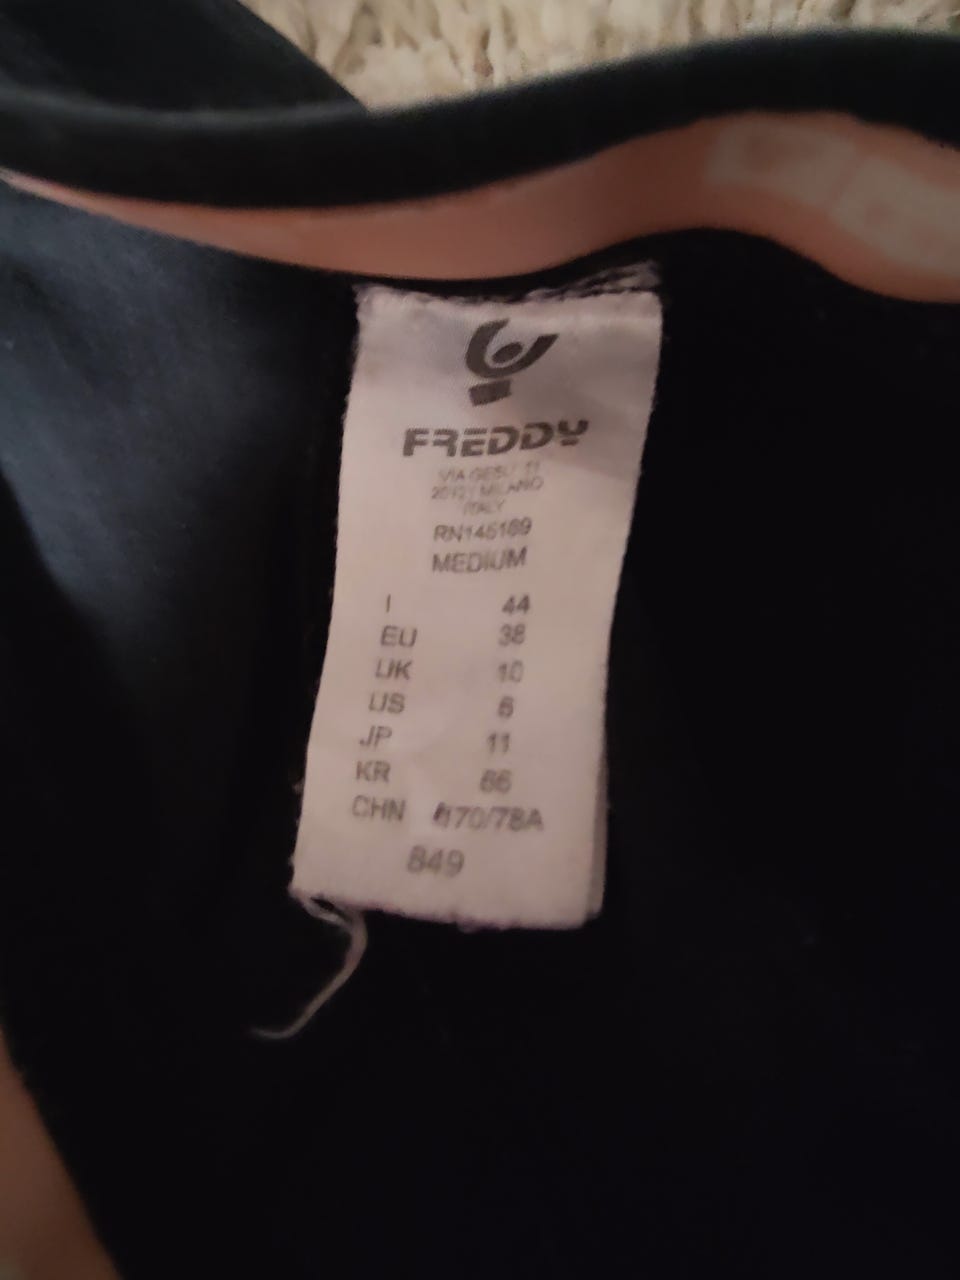 FREDDY
VIA GESU' 11
20121 MILANO
ITALY
RN145189
MEDIUM
I 44
EU 38
UK 10
US 6
JP 11
KR 66
CHN 170/78A
849